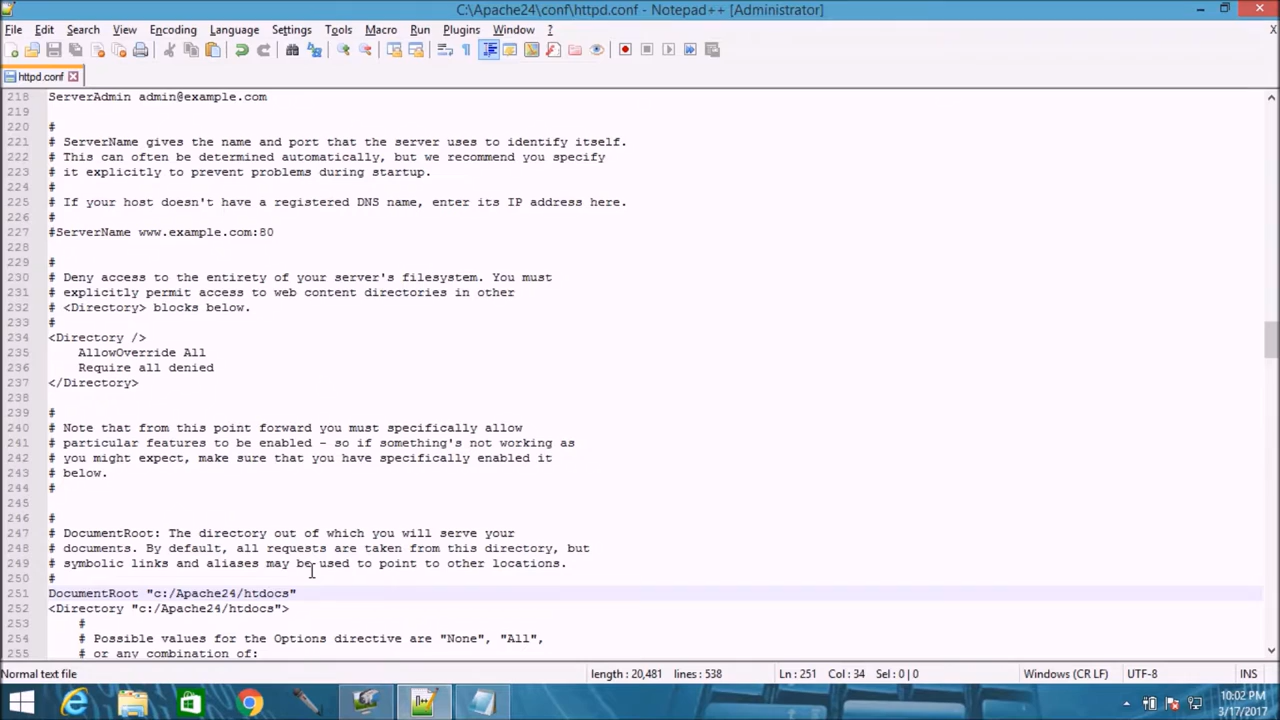 C:\Apache24\conf\httpd.conf - Notepad++ [Administrator]
File Edit Search View Encoding Language Settings Tools Macro Run Plugins Window ? X
httpd.conf
218 ServerAdmin admin@example.com
219
220 #
221 # ServerName gives the name and port that the server uses to identify itself.
222 # This can often be determined automatically, but we recommend you specify
223 # it explicitly to prevent problems during startup.
224 #
225 # If your host doesn't have a registered DNS name, enter its IP address here.
226 #
227 #ServerName www.example.com:80
228
229 #
230 # Deny access to the entirety of your server's filesystem. You must
231 # explicitly permit access to web content directories in other
232 # <Directory> blocks below.
233 #
234 <Directory />
235     AllowOverride All
236     Require all denied
237 </Directory>
238
239 #
240 # Note that from this point forward you must specifically allow
241 # particular features to be enabled - so if something's not working as
242 # you might expect, make sure that you have specifically enabled it
243 # below.
244 #
245
246 #
247 # DocumentRoot: The directory out of which you will serve your
248 # documents. By default, all requests are taken from this directory, but
249 # symbolic links and aliases may be used to point to other locations.
250 #
251 DocumentRoot "c:/Apache24/htdocs"
252 <Directory "c:/Apache24/htdocs">
253     #
254     # Possible values for the Options directive are "None", "All",
255     # or any combination of:
Normal text file length : 20,481 lines : 538 Ln : 251 Col : 34 Sel : 0 | 0 Windows (CR LF) UTF-8 INS
10:02 PM
3/17/2017